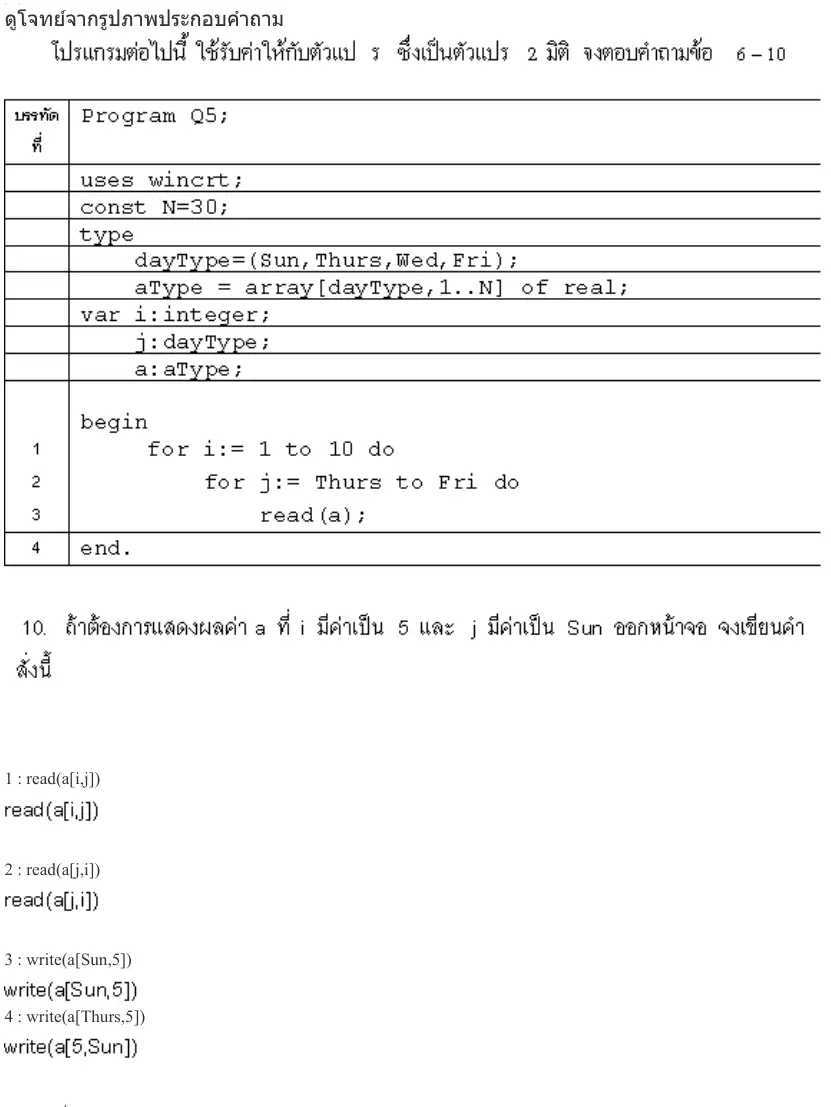 ดูโจทย์จากรูปภาพประกอบคำถาม
โปรแกรมต่อไปนี้ ใช้รับค่าให้กับตัวแป ร ซึ่งเป็นตัวแปร 2 มิติ จงตอบคำถามข้อ 6 – 10
บรรทัดที่ Program Q5;
uses wincrt;
const N=30;
type
dayType=(Sun,Thurs,Wed,Fri);
aType = array[dayType,1..N] of real;
var i:integer;
j:dayType;
a:aType;
begin
1 for i:= 1 to 10 do
2 for j:= Thurs to Fri do
3 read(a);
4 end.
10. ถ้าต้องการแสดงผลค่า a ที่ i มีค่าเป็น 5 และ j มีค่าเป็น Sun ออกหน้าจอ จงเขียนคำ
สั่งนี้
1 : read(a[i,j])
read(a[i,j])
2 : read(a[j,i])
read(a[j,i])
3 : write(a[Sun,5])
write(a[Sun,5])
4 : write(a[Thurs,5])
write(a[5,Sun])